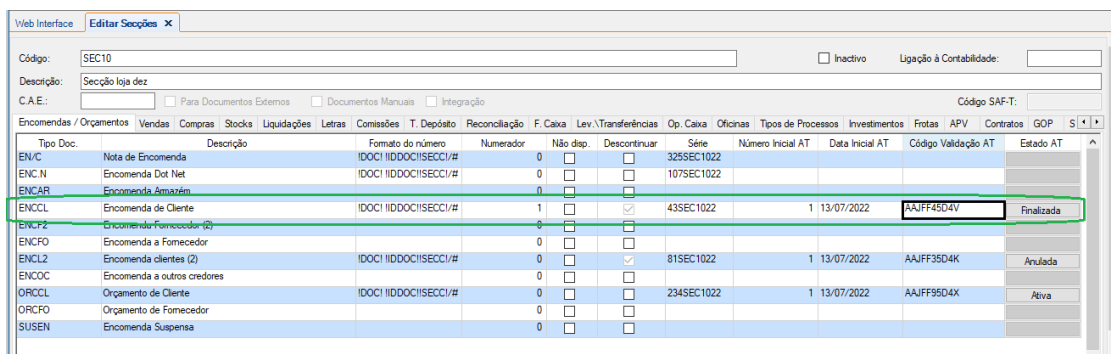 Web Interface Editar Secções X
Código: SEC10 Inactivo Ligação à Contabilidade:
Descrição: Secção loja dez
C.A.E.: Para Documentos Externos Documentos Manuais Integração Código SAF-T:
Encomendas / Orçamentos Vendas Compras Stocks Liquidações Letras Comissões T. Depósito Reconciliação F. Caixa Lev.\Transferências Op. Caixa Oficinas Tipos de Processos Investimentos Frotas APV Contratos GOP S
Tipo Doc. Descrição Formato do número Numerador Não disp. Descontinuar Série Número Inicial AT Data Inicial AT Código Validação AT Estado AT
EN/C Nota de Encomenda !DOC! !IDDOC!!SECC!/# 0 325SEC1022
ENC.N Encomenda Dot Net !DOC! !IDDOC!!SECC!/# 0 107SEC1022
ENCAR Encomenda Armazém 0
ENCCL Encomenda de Cliente !DOC! !IDDOC!!SECC!/# 1 43SEC1022 1 13/07/2022 AAJFF45D4V Finalizada
ENCF2 Encomenda Fornecedor (2) 0
ENCFO Encomenda a Fornecedor 0
ENCL2 Encomenda clientes (2) !DOC! !IDDOC!!SECC!/# 0 81SEC1022 1 13/07/2022 AAJFF35D4K Anulada
ENCOC Encomenda a outros credores 0
ORCCL Orçamento de Cliente !DOC! !IDDOC!!SECC!/# 0 234SEC1022 1 13/07/2022 AAJFF95D4X Ativa
ORCFO Orçamento de Fornecedor 0
SUSEN Encomenda Suspensa 0